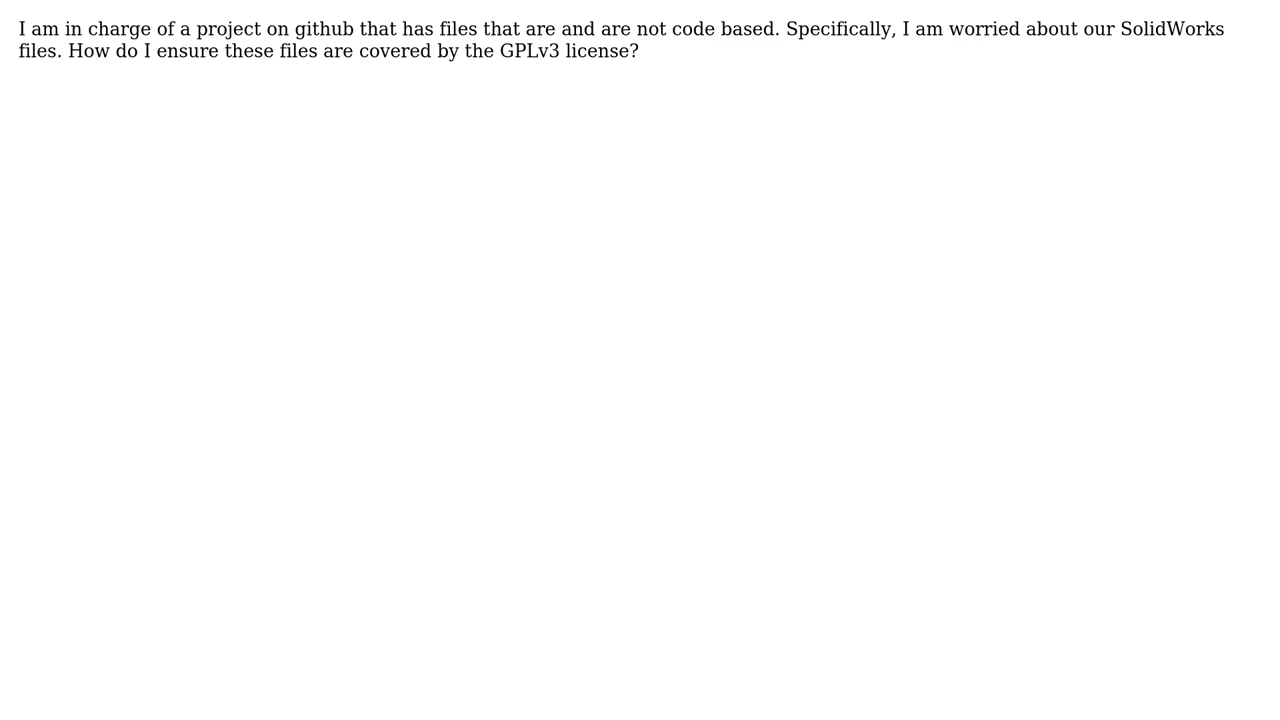 I am in charge of a project on github that has files that are and are not code based. Specifically, I am worried about our SolidWorks
files. How do I ensure these files are covered by the GPLv3 license?